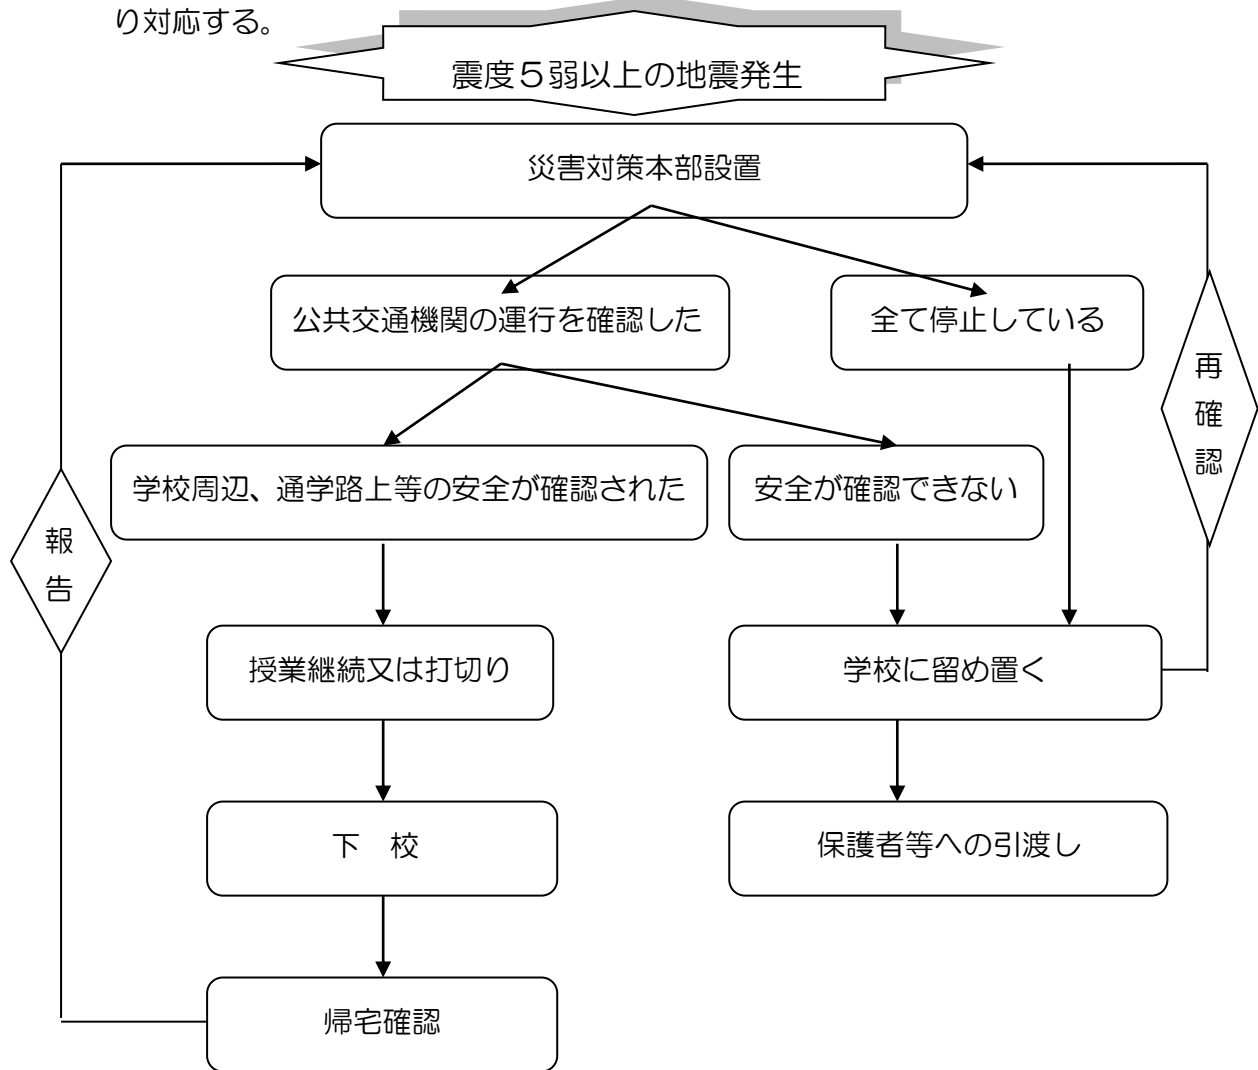 り対応する。
震度５弱以上の地震発生
災害対策本部設置
公共交通機関の運行を確認した
全て停止している
再
確
認
学校周辺、通学路上等の安全が確認された
安全が確認できない
報
告
授業継続又は打切り
学校に留め置く
下　校
保護者等への引渡し
帰宅確認